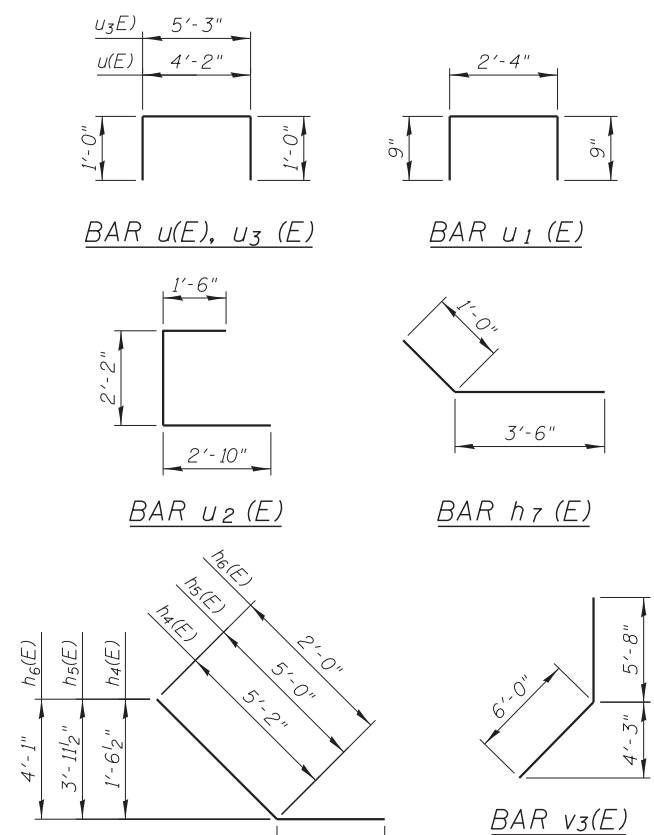 u3E) 5'-3"
u(E) 4'-2"
1'-0"
1'-0"
BAR u(E), u3 (E)
2'-4"
9"
9"
BAR u1 (E)
1'-6"
2'-2"
2'-10"
BAR u2 (E)
1'-0"
3'-6"
BAR h7 (E)
h6(E)
h5(E)
h4(E)
2'-0"
5'-0"
5'-2"
h6(E)
h5(E)
h4(E)
4'-1"
3'-11½"
1'-6½"
6'-0"
5'-8"
4'-3"
BAR v3(E)